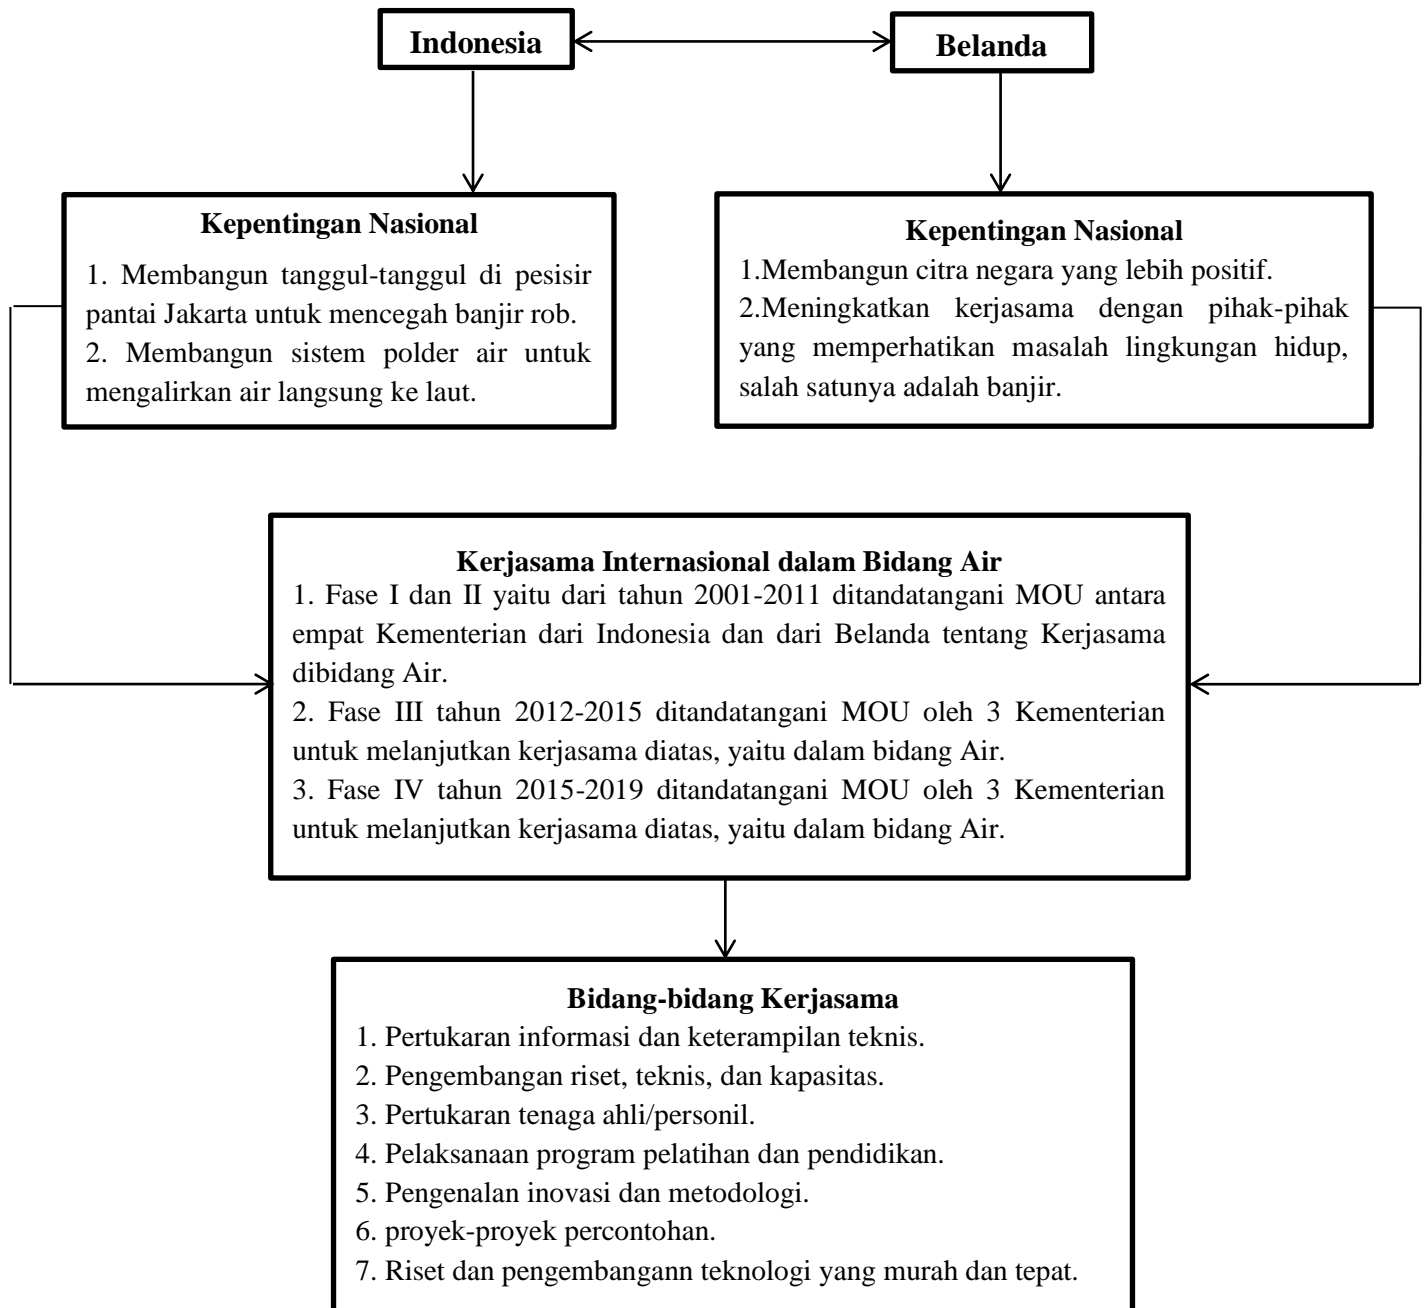 Indonesia
Belanda
Kepentingan Nasional
1. Membangun tanggul-tanggul di pesisir
pantai Jakarta untuk mencegah banjir rob.
2. Membangun sistem polder air untuk
mengalirkan air langsung ke laut.
Kepentingan Nasional
1.Membangun citra negara yang lebih positif.
2.Meningkatkan kerjasama dengan pihak-pihak
yang memperhatikan masalah lingkungan hidup,
salah satunya adalah banjir.
Kerjasama Internasional dalam Bidang Air
1. Fase I dan II yaitu dari tahun 2001-2011 ditandatangani MOU antara
empat Kementerian dari Indonesia dan dari Belanda tentang Kerjasama
dibidang Air.
2. Fase III tahun 2012-2015 ditandatangani MOU oleh 3 Kementerian
untuk melanjutkan kerjasama diatas, yaitu dalam bidang Air.
3. Fase IV tahun 2015-2019 ditandatangani MOU oleh 3 Kementerian
untuk melanjutkan kerjasama diatas, yaitu dalam bidang Air.
Bidang-bidang Kerjasama
1. Pertukaran informasi dan keterampilan teknis.
2. Pengembangan riset, teknis, dan kapasitas.
3. Pertukaran tenaga ahli/personil.
4. Pelaksanaan program pelatihan dan pendidikan.
5. Pengenalan inovasi dan metodologi.
6. proyek-proyek percontohan.
7. Riset dan pengembangann teknologi yang murah dan tepat.